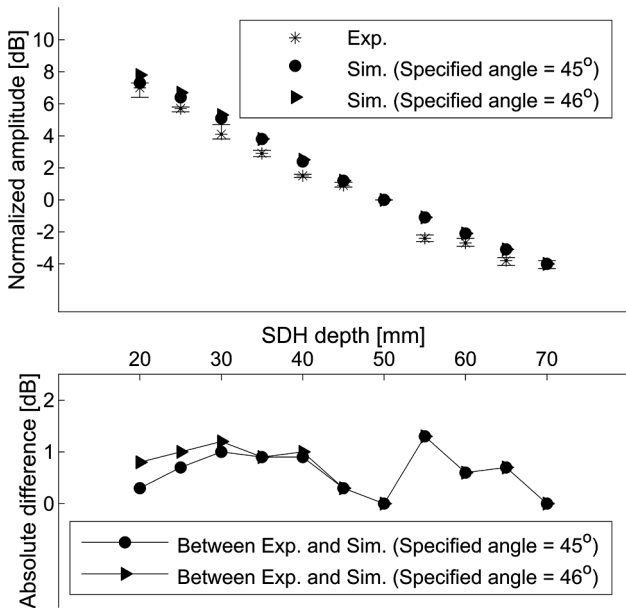 Normalized amplitude [dB]
10
8
6
4
2
0
-2
-4
Exp.
Sim. (Specified angle = 45°)
Sim. (Specified angle = 46°)
SDH depth [mm]
20 30 40 50 60 70
Absolute difference [dB]
2
1
0
Between Exp. and Sim. (Specified angle = 45°)
Between Exp. and Sim. (Specified angle = 46°)